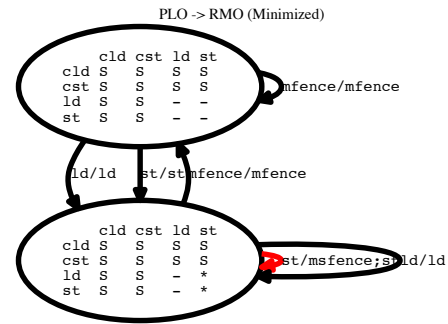 PLO -> RMO (Minimized)
cld cst ld st
cld S S S S
cst S S S S
ld S S - -
st S S - -
mfence/mfence
ld/ld st/st mfence/mfence
cld cst ld st
cld S S S S
cst S S S S
ld S S - *
st S S - *
st/msfence;st ld/ld